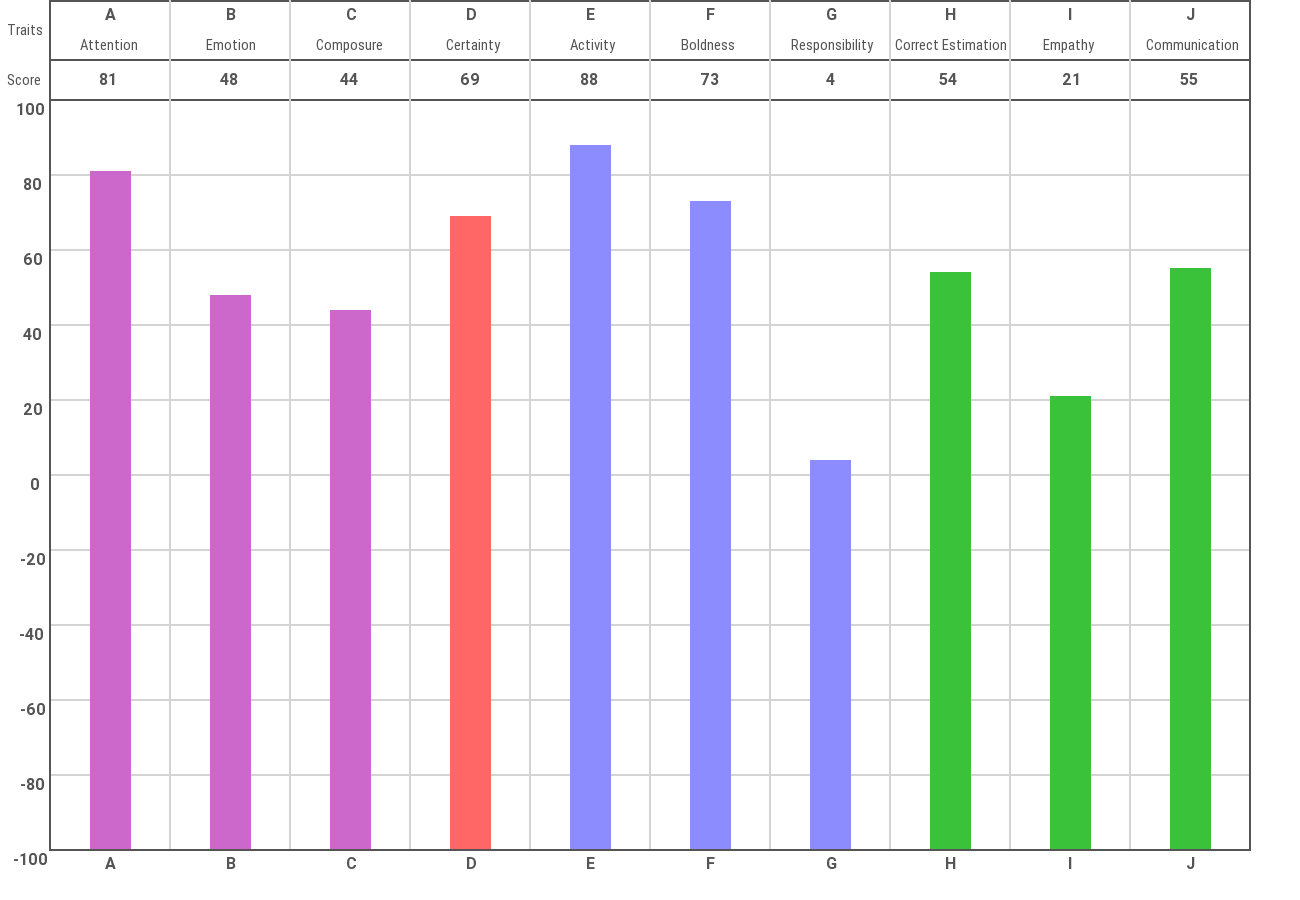 Traits A B C D E F G H I J
Attention Emotion Composure Certainty Activity Boldness Responsibility Correct Estimation Empathy Communication
Score 81 48 44 69 88 73 4 54 21 55
100
80
60
40
20
0
-20
-40
-60
-80
-100
A B C D E F G H I J